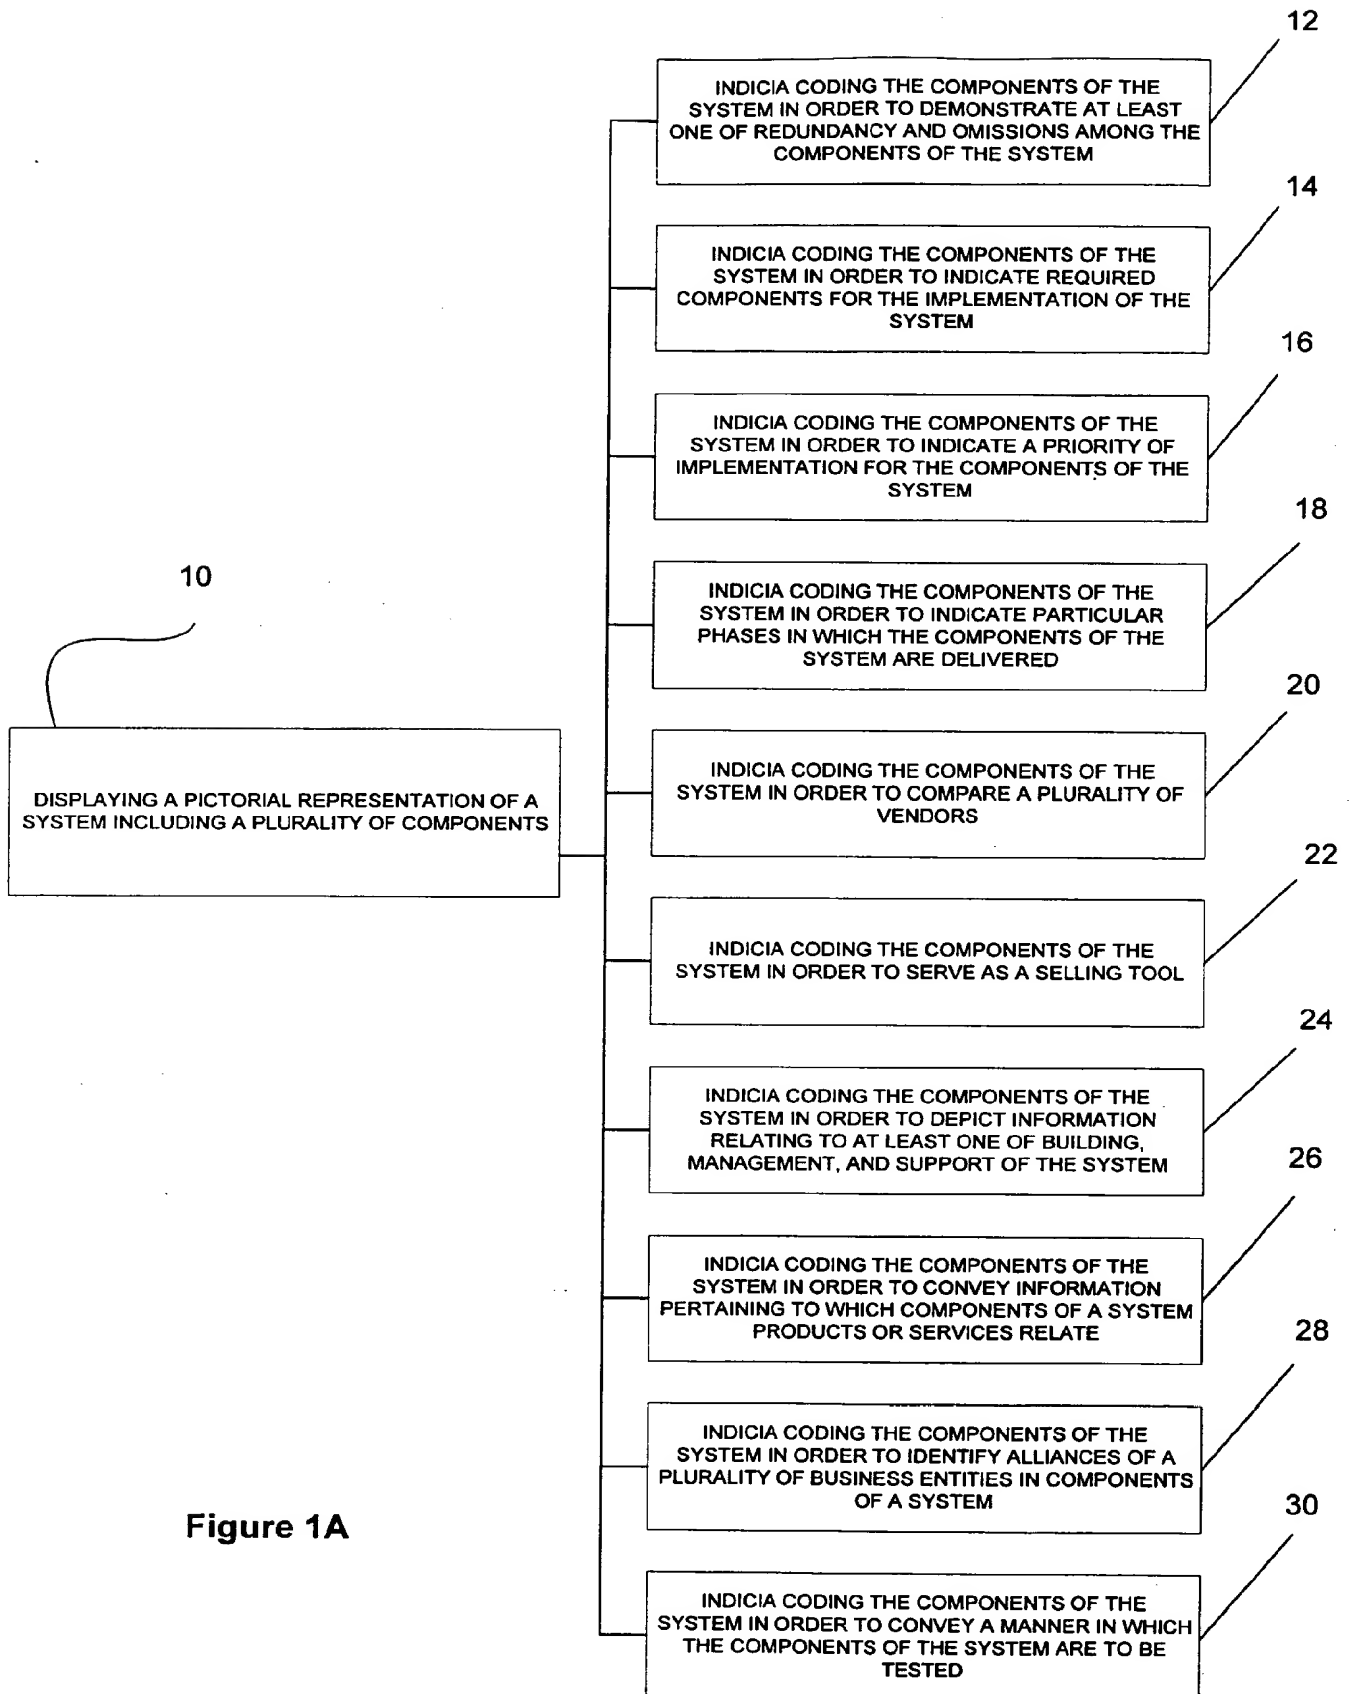 12
INDICIA CODING THE COMPONENTS OF THE
SYSTEM IN ORDER TO DEMONSTRATE AT LEAST
ONE OF REDUNDANCY AND OMISSIONS AMONG THE
COMPONENTS OF THE SYSTEM
14
INDICIA CODING THE COMPONENTS OF THE
SYSTEM IN ORDER TO INDICATE REQUIRED
COMPONENTS FOR THE IMPLEMENTATION OF THE
SYSTEM
16
INDICIA CODING THE COMPONENTS OF THE
SYSTEM IN ORDER TO INDICATE A PRIORITY OF
IMPLEMENTATION FOR THE COMPONENTS OF THE
SYSTEM
18
INDICIA CODING THE COMPONENTS OF THE
SYSTEM IN ORDER TO INDICATE PARTICULAR
PHASES IN WHICH THE COMPONENTS OF THE
SYSTEM ARE DELIVERED
10
DISPLAYING A PICTORIAL REPRESENTATION OF A
SYSTEM INCLUDING A PLURALITY OF COMPONENTS
20
INDICIA CODING THE COMPONENTS OF THE
SYSTEM IN ORDER TO COMPARE A PLURALITY OF
VENDORS
22
INDICIA CODING THE COMPONENTS OF THE
SYSTEM IN ORDER TO SERVE AS A SELLING TOOL
24
INDICIA CODING THE COMPONENTS OF THE
SYSTEM IN ORDER TO DEPICT INFORMATION
RELATING TO AT LEAST ONE OF BUILDING,
MANAGEMENT, AND SUPPORT OF THE SYSTEM
26
INDICIA CODING THE COMPONENTS OF THE
SYSTEM IN ORDER TO CONVEY INFORMATION
PERTAINING TO WHICH COMPONENTS OF A SYSTEM
PRODUCTS OR SERVICES RELATE
28
INDICIA CODING THE COMPONENTS OF THE
SYSTEM IN ORDER TO IDENTIFY ALLIANCES OF A
PLURALITY OF BUSINESS ENTITIES IN COMPONENTS
OF A SYSTEM
30
INDICIA CODING THE COMPONENTS OF THE
SYSTEM IN ORDER TO CONVEY A MANNER IN WHICH
THE COMPONENTS OF THE SYSTEM ARE TO BE
TESTED
Figure 1A